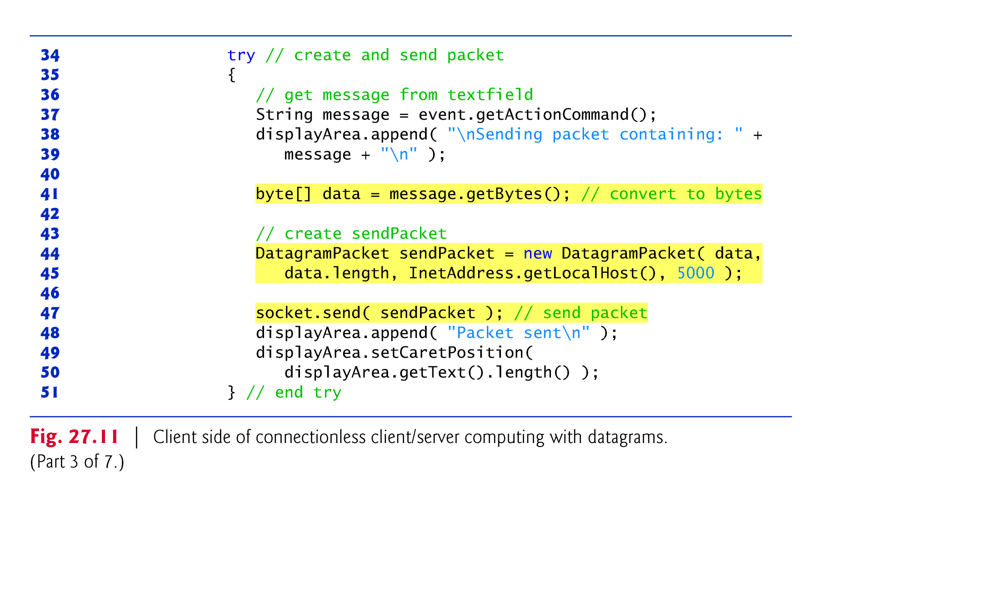 34 try // create and send packet
35 {
36 // get message from textfield
37 String message = event.getActionCommand();
38 displayArea.append( "\nSending packet containing: " +
39 message + "\n" );
40
41 byte[] data = message.getBytes(); // convert to bytes
42
43 // create sendPacket
44 DatagramPacket sendPacket = new DatagramPacket( data,
45 data.length, InetAddress.getLocalHost(), 5000 );
46
47 socket.send( sendPacket ); // send packet
48 displayArea.append( "Packet sent\n" );
49 displayArea.setCaretPosition(
50 displayArea.getText().length() );
51 } // end try
Fig. 27.11 | Client side of connectionless client/server computing with datagrams.
(Part 3 of 7.)